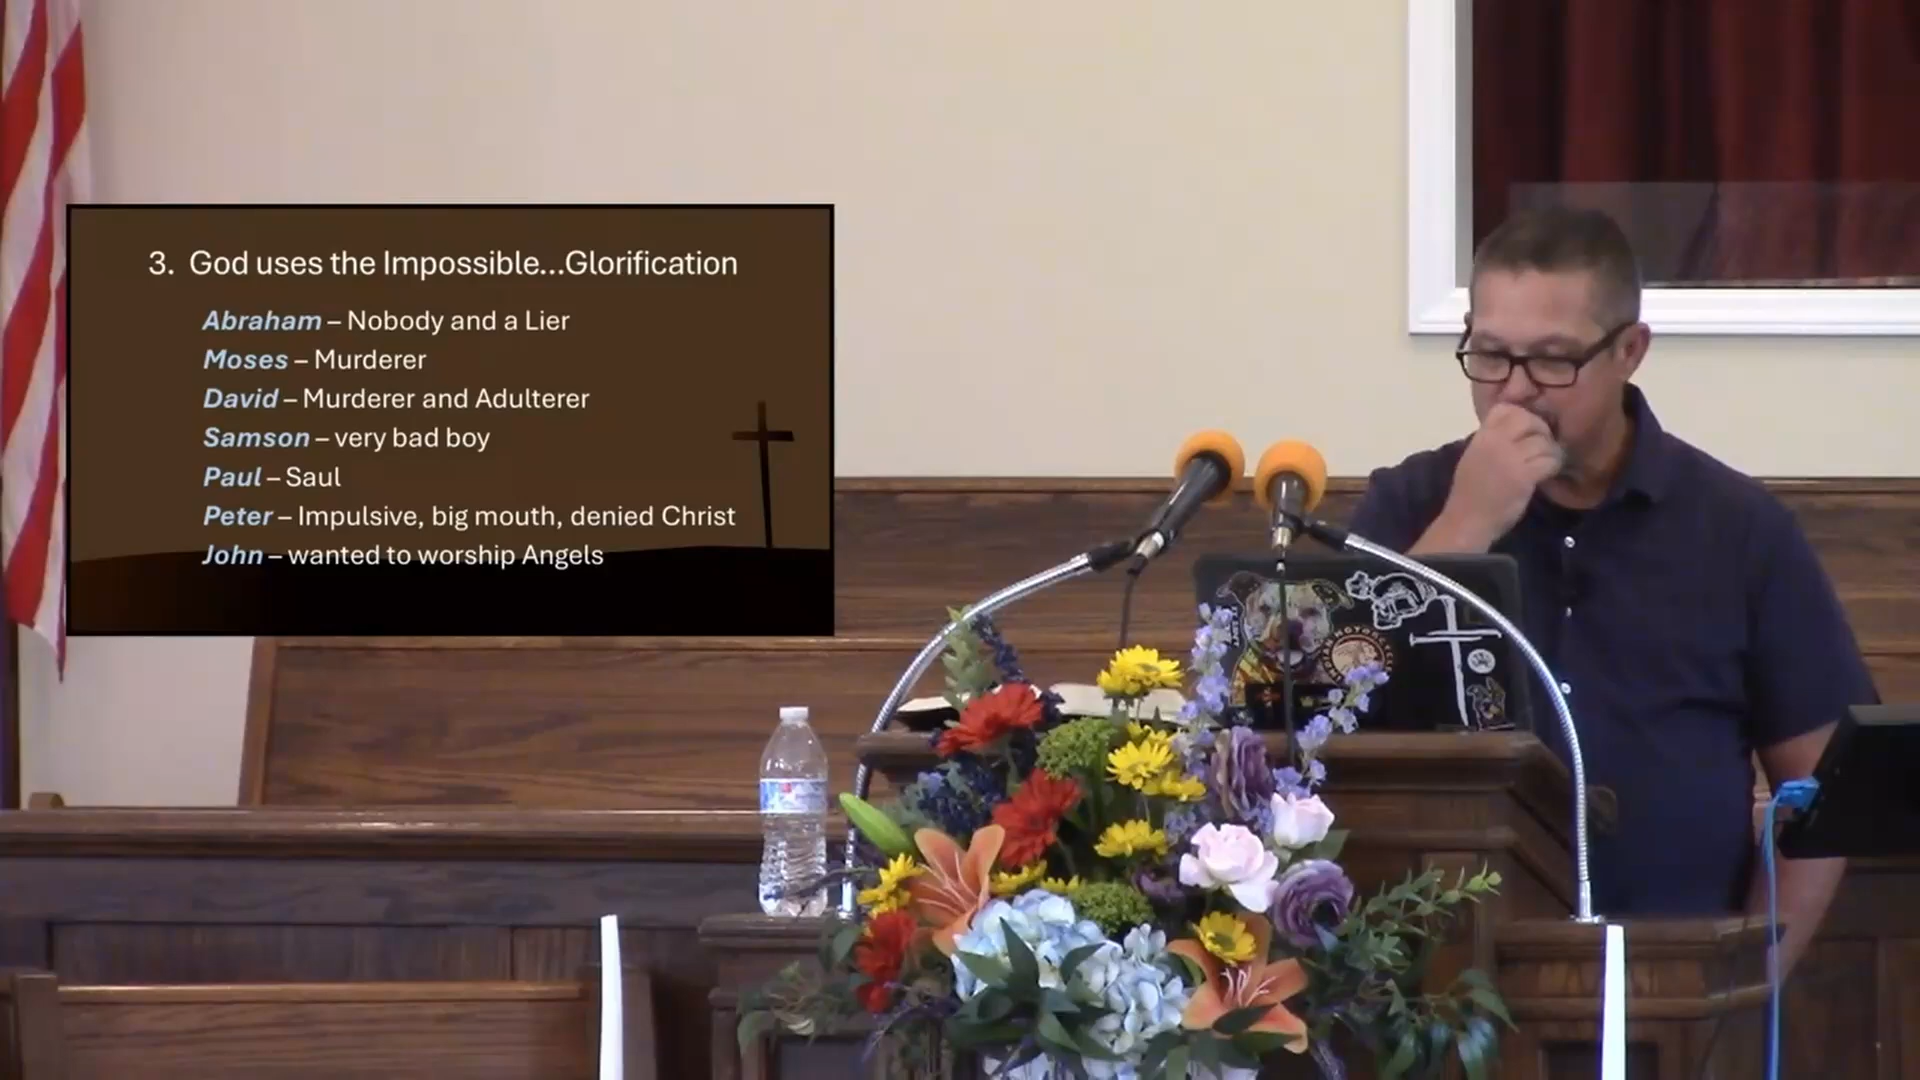 3. God uses the Impossible...Glorification
Abraham – Nobody and a Lier
Moses – Murderer
David – Murderer and Adulterer
Samson – very bad boy
Paul – Saul
Peter – Impulsive, big mouth, denied Christ
John – wanted to worship Angels